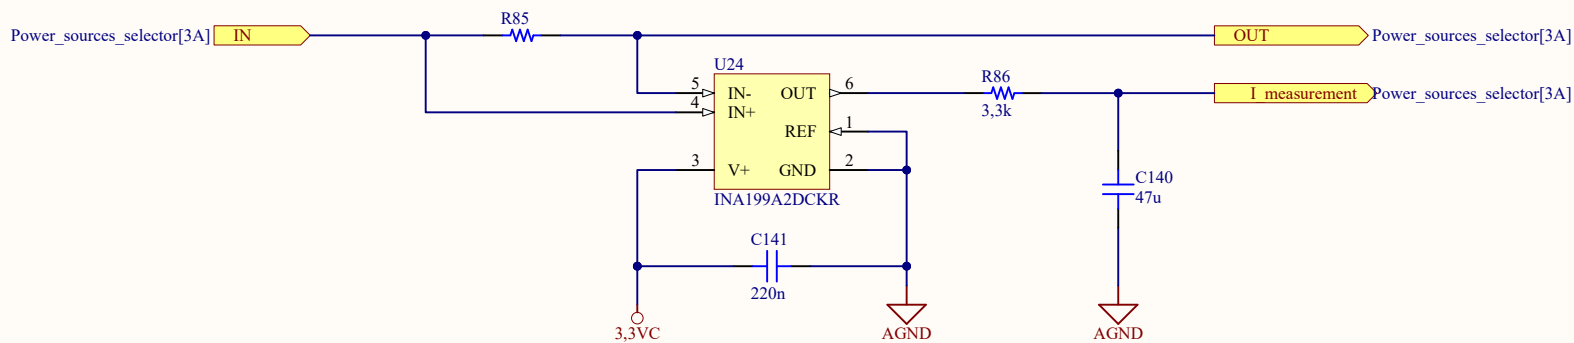 R85
Power_sources_selector[3A] IN
OUT Power_sources_selector[3A]
U24
5 IN-
4 IN+
OUT 6
REF 1
3 V+
GND 2
INA199A2DCKR
R86
3,3k
I_measurement Power_sources_selector[3A]
C140
47u
C141
220n
3,3VC
AGND
AGND